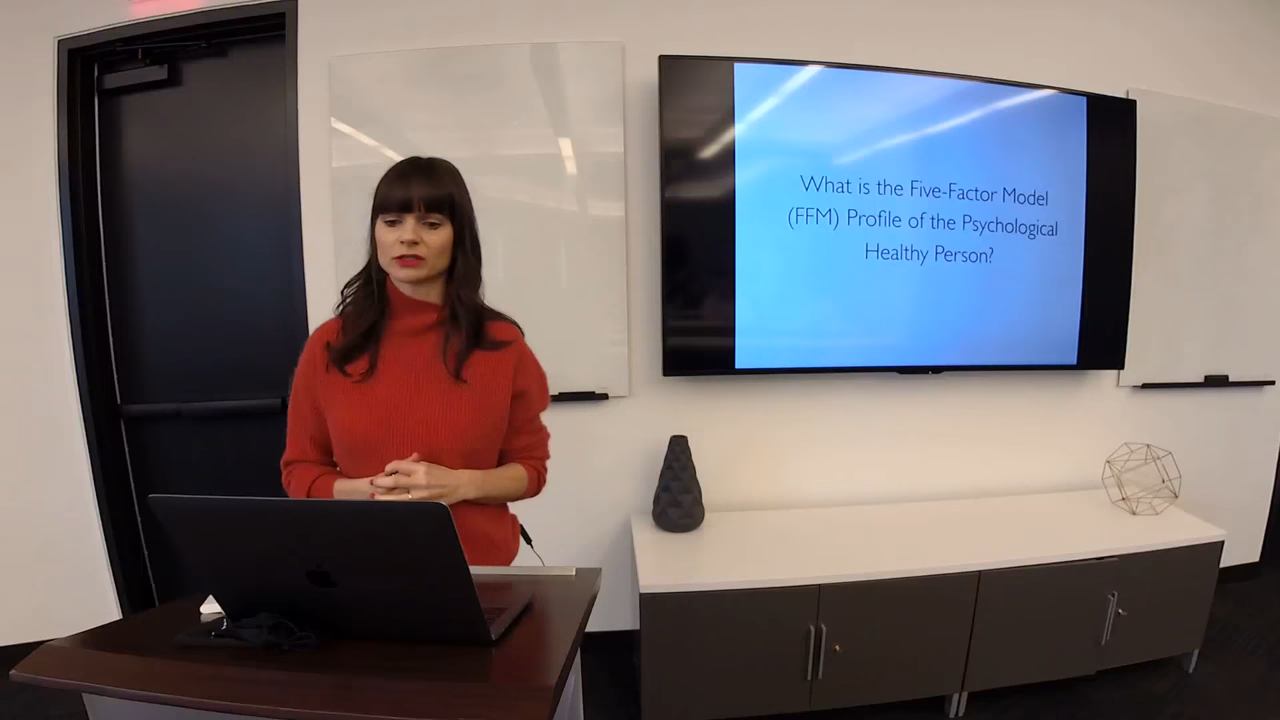 What is the Five-Factor Model
(FFM) Profile of the Psychological
Healthy Person?